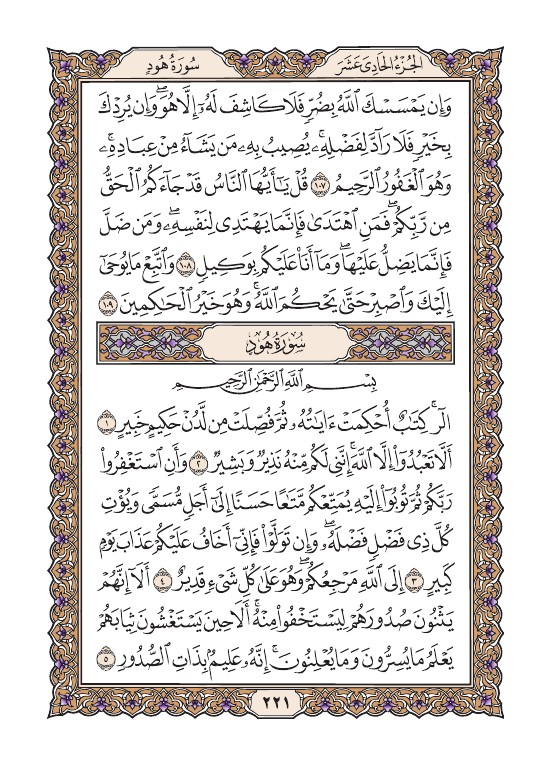 الجُزْءُ الحَادِي عَشَرَ
سُورَةُ هُودٍ
وَإِن يَمْسَسْكَ ٱللَّهُ بِضُرٍّ فَلَا كَاشِفَ لَهُۥٓ إِلَّا هُوَۖ وَإِن يُرِدْكَ
بِخَيْرٍ فَلَا رَآدَّ لِفَضْلِهِۦۚ يُصِيبُ بِهِۦ مَن يَشَآءُ مِنْ عِبَادِهِۦۚ
وَهُوَ ٱلْغَفُورُ ٱلرَّحِيمُ ١٠٧ قُلْ يَٰٓأَيُّهَا ٱلنَّاسُ قَدْ جَآءَكُمُ ٱلْحَقُّ
مِن رَّبِّكُمْۖ فَمَنِ ٱهْتَدَىٰ فَإِنَّمَا يَهْتَدِى لِنَفْسِهِۦۖ وَمَن ضَلَّ
فَإِنَّمَا يَضِلُّ عَلَيْهَاۖ وَمَآ أَنَا۠ عَلَيْكُم بِوَكِيلٍ ١٠٨ وَٱتَّبِعْ مَا يُوحَىٰٓ
إِلَيْكَ وَٱصْبِرْ حَتَّىٰ يَحْكُمَ ٱللَّهُۚ وَهُوَ خَيْرُ ٱلْحَٰكِمِينَ ١٠٩
سُورَةُ هُودٍ
بِسْمِ ٱللَّهِ ٱلرَّحْمَٰنِ ٱلرَّحِيمِ
الٓرۚ كِتَٰبٌ أُحْكِمَتْ ءَايَٰتُهُۥ ثُمَّ فُصِّلَتْ مِن لَّدُنْ حَكِيمٍ خَبِيرٍ ١
أَلَّا تَعْبُدُوٓا۟ إِلَّا ٱللَّهَۚ إِنَّنِى لَكُم مِّنْهُ نَذِيرٌ وَبَشِيرٌ ٢ وَأَنِ ٱسْتَغْفِرُوا۟
رَبَّكُمْ ثُمَّ تُوبُوٓا۟ إِلَيْهِ يُمَتِّعْكُم مَّتَٰعًا حَسَنًا إِلَىٰٓ أَجَلٍ مُّسَمًّى وَيُؤْتِ
كُلَّ ذِى فَضْلٍ فَضْلَهُۥۖ وَإِن تَوَلَّوْا۟ فَإِنِّىٓ أَخَافُ عَلَيْكُمْ عَذَابَ يَوْمٍ
كَبِيرٍ ٣ إِلَى ٱللَّهِ مَرْجِعُكُمْۖ وَهُوَ عَلَىٰ كُلِّ شَىْءٍ قَدِيرٌ ٤ أَلَآ إِنَّهُمْ
يَثْنُونَ صُدُورَهُمْ لِيَسْتَخْفُوا۟ مِنْهُۚ أَلَا حِينَ يَسْتَغْشُونَ ثِيَابَهُمْ
يَعْلَمُ مَا يُسِرُّونَ وَمَا يُعْلِنُونَۚ إِنَّهُۥ عَلِيمٌۢ بِذَاتِ ٱلصُّدُورِ ٥
٢٢١